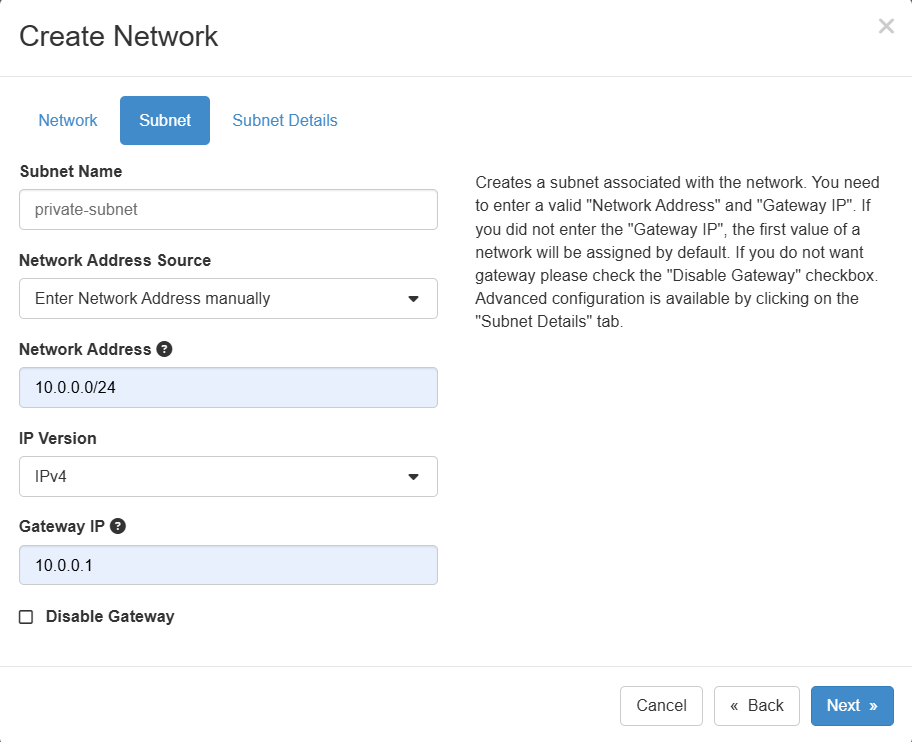 Create Network
×
Network
Subnet
Subnet Details
Subnet Name
private-subnet
Network Address Source
Enter Network Address manually
Network Address ?
10.0.0.0/24
IP Version
IPv4
Gateway IP ?
10.0.0.1
Disable Gateway
Creates a subnet associated with the network. You need
to enter a valid "Network Address" and "Gateway IP". If
you did not enter the "Gateway IP", the first value of a
network will be assigned by default. If you do not want
gateway please check the "Disable Gateway" checkbox.
Advanced configuration is available by clicking on the
"Subnet Details" tab.
Cancel
« Back
Next »